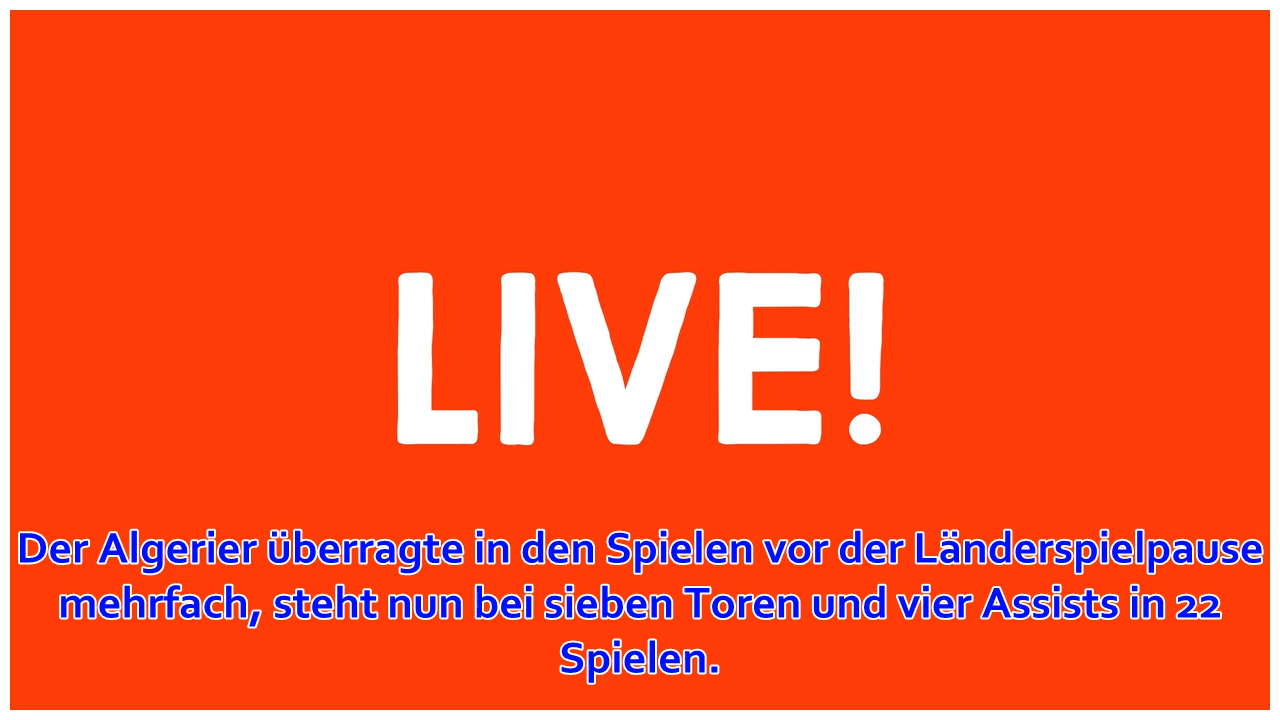 LIVE!
Der Algerier überragte in den Spielen vor der Länderspielpause
mehrfach, steht nun bei sieben Toren und vier Assists in 22
Spielen.